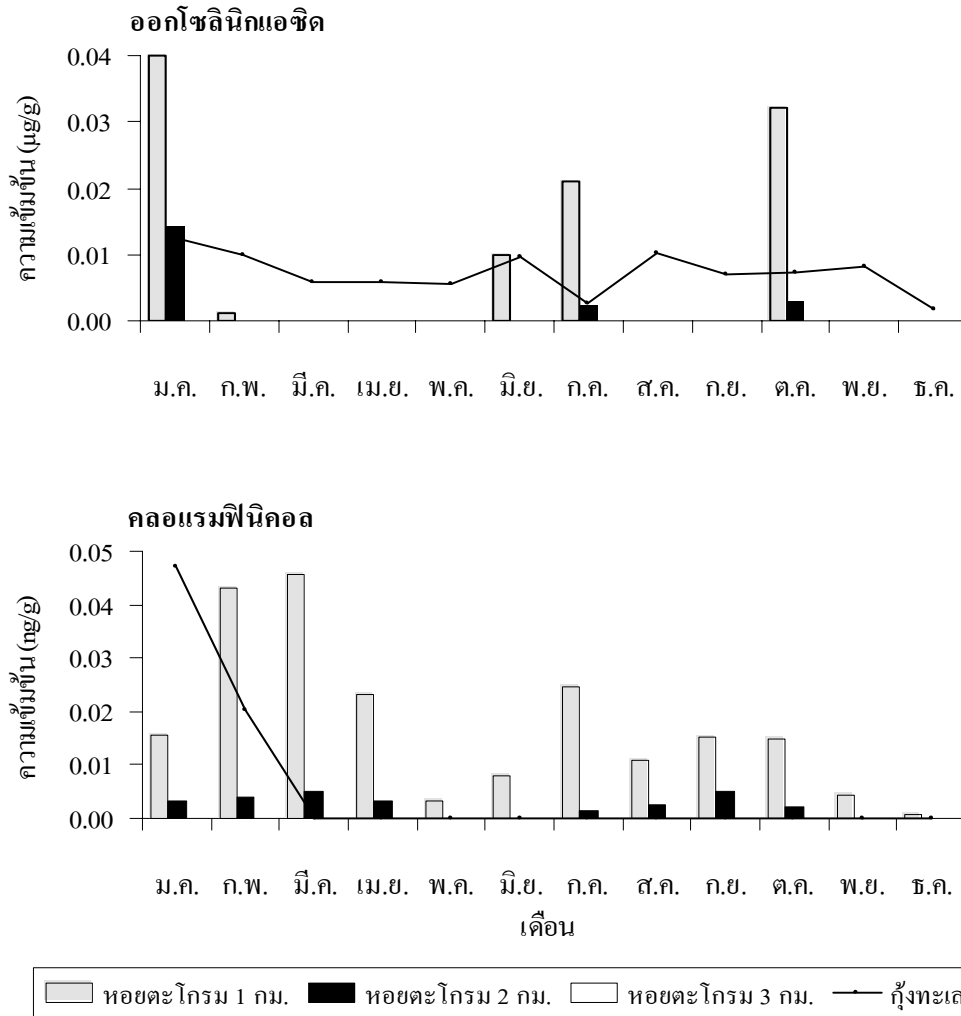 ออกโซลินิกแอซิด
ความเข้มข้น (µg/g)
0.04
0.03
0.02
0.01
0.00
ม.ค. ก.พ. มี.ค. เม.ย. พ.ค. มิ.ย. ก.ค. ส.ค. ก.ย. ต.ค. พ.ย. ธ.ค.
คลอแรมฟินิคอล
ความเข้มข้น (ng/g)
0.05
0.04
0.03
0.02
0.01
0.00
ม.ค. ก.พ. มี.ค. เม.ย. พ.ค. มิ.ย. ก.ค. ส.ค. ก.ย. ต.ค. พ.ย. ธ.ค.
เดือน
หอยตะโกรม 1 กม. หอยตะโกรม 2 กม. หอยตะโกรม 3 กม. กุ้งทะเล